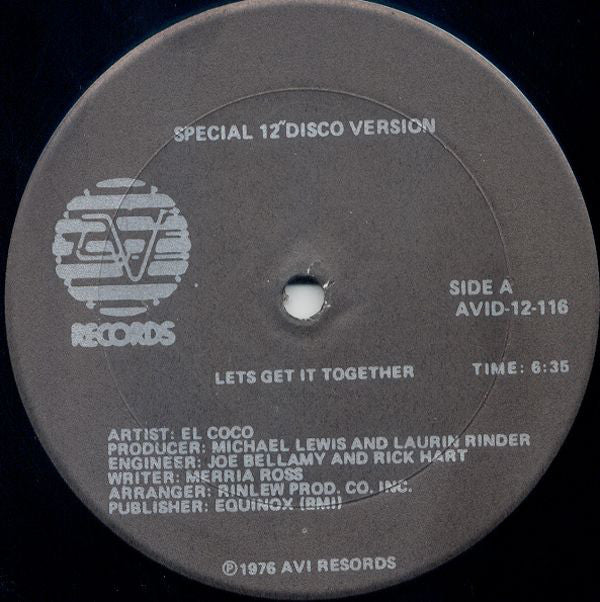 SPECIAL 12" DISCO VERSION
AVI
RECORDS
SIDE A
AVID-12-116
LETS GET IT TOGETHER
TIME: 6:35
ARTIST: EL COCO
PRODUCER: MICHAEL LEWIS AND LAURIN RINDER
ENGINEER: JOE BELLAMY AND RICK HART
WRITER: MERRIA ROSS
ARRANGER: RINLEW PROD. CO. INC.
PUBLISHER: EQUINOX (BMI)
℗1976 AVI RESORDS